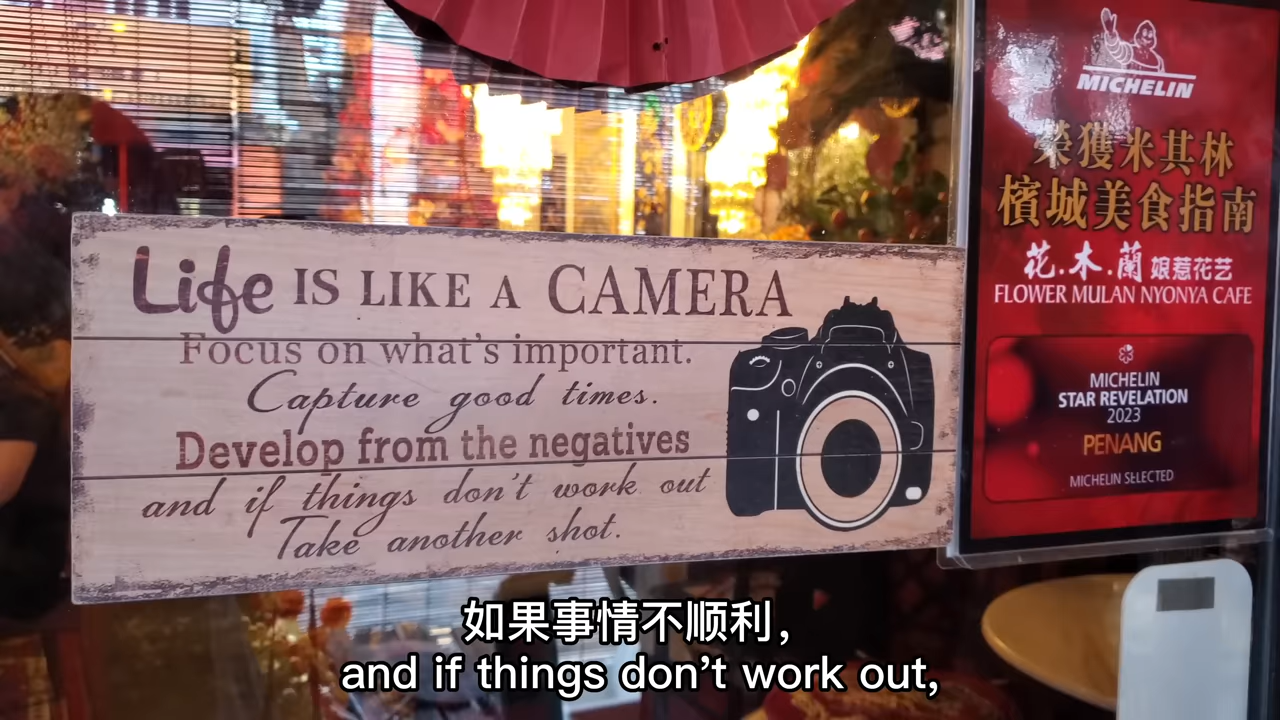 Life IS LIKE A CAMERA
Focus on what's important.
Capture good times.
Develop from the negatives
and if things don't work out
Take another shot.
MICHELIN
榮獲米其林
檳城美食指南
花.木.蘭 娘惹花艺
FLOWER MULAN NYONYA CAFE
MICHELIN
STAR REVELATION
2023
PENANG
MICHELIN SELECTED
如果事情不顺利，
and if things don't work out,